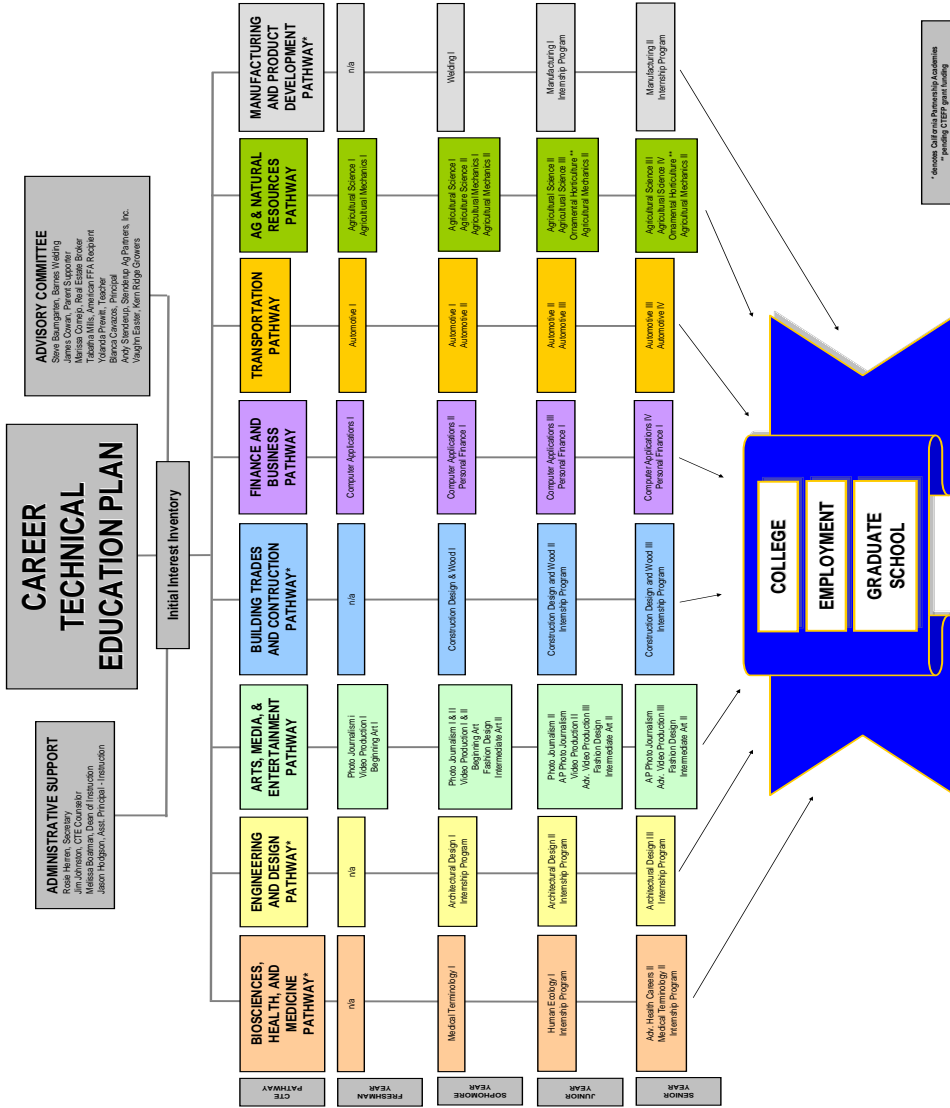 CAREER
TECHNICAL
EDUCATION PLAN
ADMINISTRATIVE SUPPORT
Rosie Herren, Secretary
Jim Johnston, CTE Counselor
Melissa Boatman, Dean of Instruction
Jason Hodgson, Asst. Principal - Instruction
ADVISORY COMMITTEE
Steve Baumgarten, Barnes Welding
James Cowan, Parent Supporter
Marissa Cornejo, Real Estate Broker
Tabatha Mills, American FFA Recipient
Yolanda Prewitt, Teacher
Blanca Cavazos, Principal
Andy Stenderup, Stenderup Ag Partners, Inc.
Vaughn Easter, Kern Ridge Growers
Initial Interest Inventory
CTE
PATHWAY
BIOSCIENCES,
HEALTH, AND
MEDICINE
PATHWAY*
ENGINEERING
AND DESIGN
PATHWAY*
ARTS, MEDIA, &
ENTERTAINMENT
PATHWAY
BUILDING TRADES
AND CONSTRUCTION
PATHWAY*
FINANCE AND
BUSINESS
PATHWAY
TRANSPORTATION
PATHWAY
AG & NATURAL
RESOURCES
PATHWAY
MANUFACTURING
AND PRODUCT
DEVELOPMENT
PATHWAY*
FRESHMAN
YEAR
n/a
n/a
Photo Journalism i
Video Production I
Begining Art I
n/a
Computer Applications I
Automotive I
Agricultural Science I
Agricultural Mechanics I
n/a
SOPHOMORE
YEAR
Medical Terminology I
Architectural Design I
Internship Program
Photo Journalism I & II
Video Production I & II
Beginning Art
Fashion Design
Intermediate Art II
Construction Design & Wood I
Computer Applications II
Personal Finance I
Automotive I
Automotive II
Agricultural Science I
Agriculture Science II
Agricultural Mechanics I
Agricultural Mechanics II
Welding I
JUNIOR
YEAR
Human Ecology I
Internship Program
Architectural Design II
Internship Program
Photo Journalism II
AP Photo Journalism
Video Production II
Adv. Video Production III
Fashion Design
Intermediate Art II
Construction Design and Wood II
Internship Program
Computer Applications III
Personal Finance I
Automotive II
Automotive III
Agricultural Science II
Agricultural Science III
Ornamental Horticulture **
Agricultural Mechanics II
Manufacturing I
Internship Program
SENIOR
YEAR
Adv. Health Careers II
Medical Terminology II
Internship Program
Architectural Design III
Internship Program
AP Photo Journalism
Adv. Video Production III
Fashion Design
Intermediate Art II
Construction Design and Wood III
Internship Program
Computer Applications IV
Personal Finance I
Automotive III
Automotive IV
Agricultural Science III
Agricultural Science IV
Ornamental Horticulture **
Agricultural Mechanics II
Manufacturing II
Internship Program
COLLEGE
EMPLOYMENT
GRADUATE
SCHOOL
* denotes California Partnership Academies
** pending CTEFP grant funding